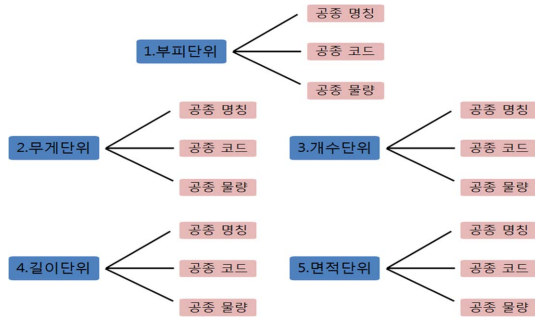 1.부피단위
공종 명칭
공종 코드
공종 물량
2.무게단위
공종 명칭
공종 코드
공종 물량
3.개수단위
공종 명칭
공종 코드
공종 물량
4.길이단위
공종 명칭
공종 코드
공종 물량
5.면적단위
공종 명칭
공종 코드
공종 물량